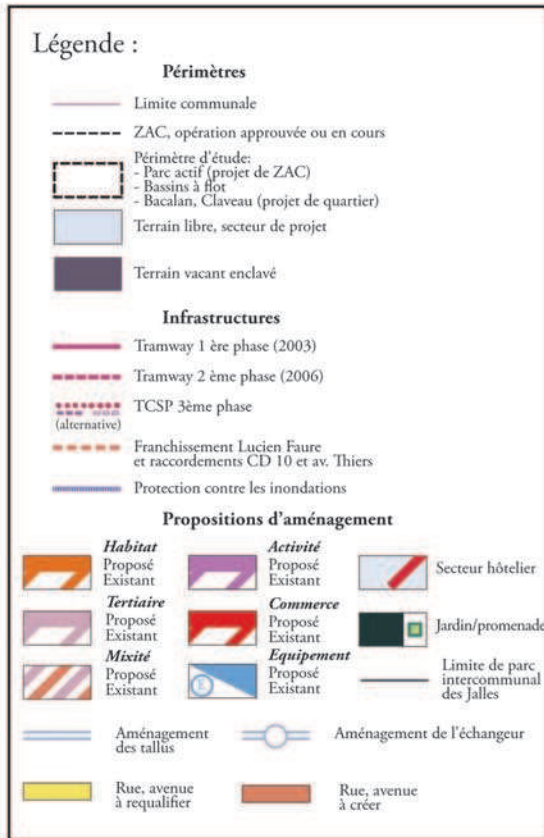 Légende :
Périmètres
Limite communale
ZAC, opération approuvée ou en cours
Périmètre d'étude:
- Parc actif (projet de ZAC)
- Bassins à flot
- Bacalan, Claveau (projet de quartier)
Terrain libre, secteur de projet
Terrain vacant enclavé
Infrastructures
Tramway 1 ère phase (2003)
Tramway 2 ème phase (2006)
TCSP 3ème phase
(alternative)
Franchissement Lucien Faure
et raccordements CD 10 et av. Thiers
Protection contre les inondations
Propositions d'aménagement
Habitat
Proposé
Existant
Activité
Proposé
Existant
Secteur hôtelier
Tertiaire
Proposé
Existant
Commerce
Proposé
Existant
Jardin/promenade
Mixité
Proposé
Existant
Equipement
E
Proposé
Existant
Limite de parc
intercommunal
des Jalles
Aménagement
des tallus
Aménagement de l'échangeur
Rue, avenue
à requalifier
Rue, avenue
à créer